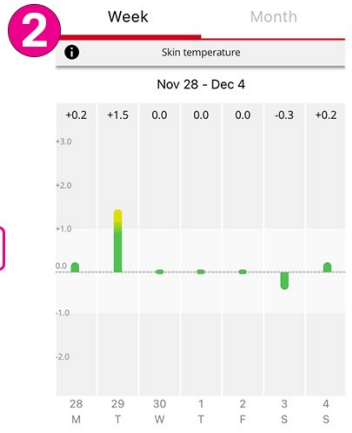 2
Week Month
i Skin temperature
Nov 28 - Dec 4
+0.2 +1.5 0.0 0.0 0.0 -0.3 +0.2
+3.0
+2.0
+1.0
0.0
-1.0
-2.0
28 29 30 1 2 3 4
M T W T F S S